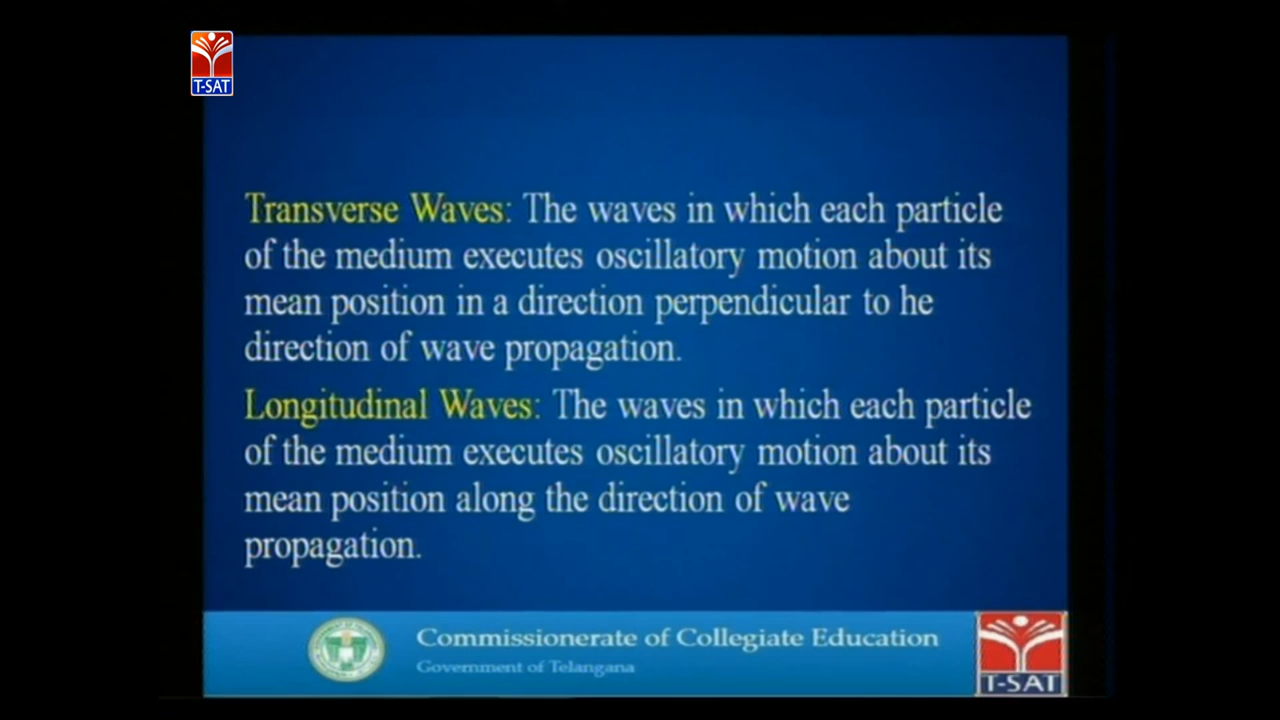 T-SAT
Transverse Waves: The waves in which each particle
of the medium executes oscillatory motion about its
mean position in a direction perpendicular to he
direction of wave propagation.
Longitudinal Waves: The waves in which each particle
of the medium executes oscillatory motion about its
mean position along the direction of wave
propagation.
Commissionerate of Collegiate Education
Government of Telangana
T-SAT